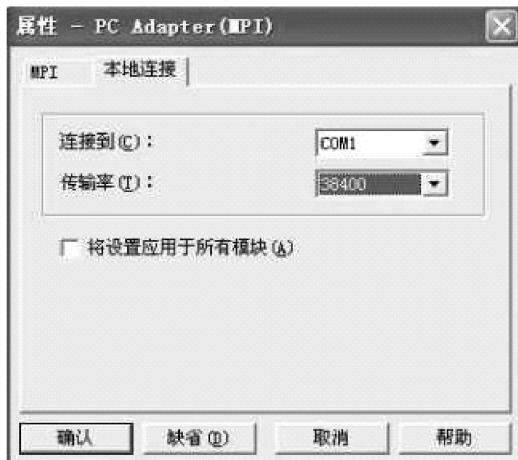 属性 - PC Adapter(MPI)
MPI 本地连接
连接到(C): COM1
传输率(T): 38400
将设置应用于所有模块(A)
确认 缺省(D) 取消 帮助